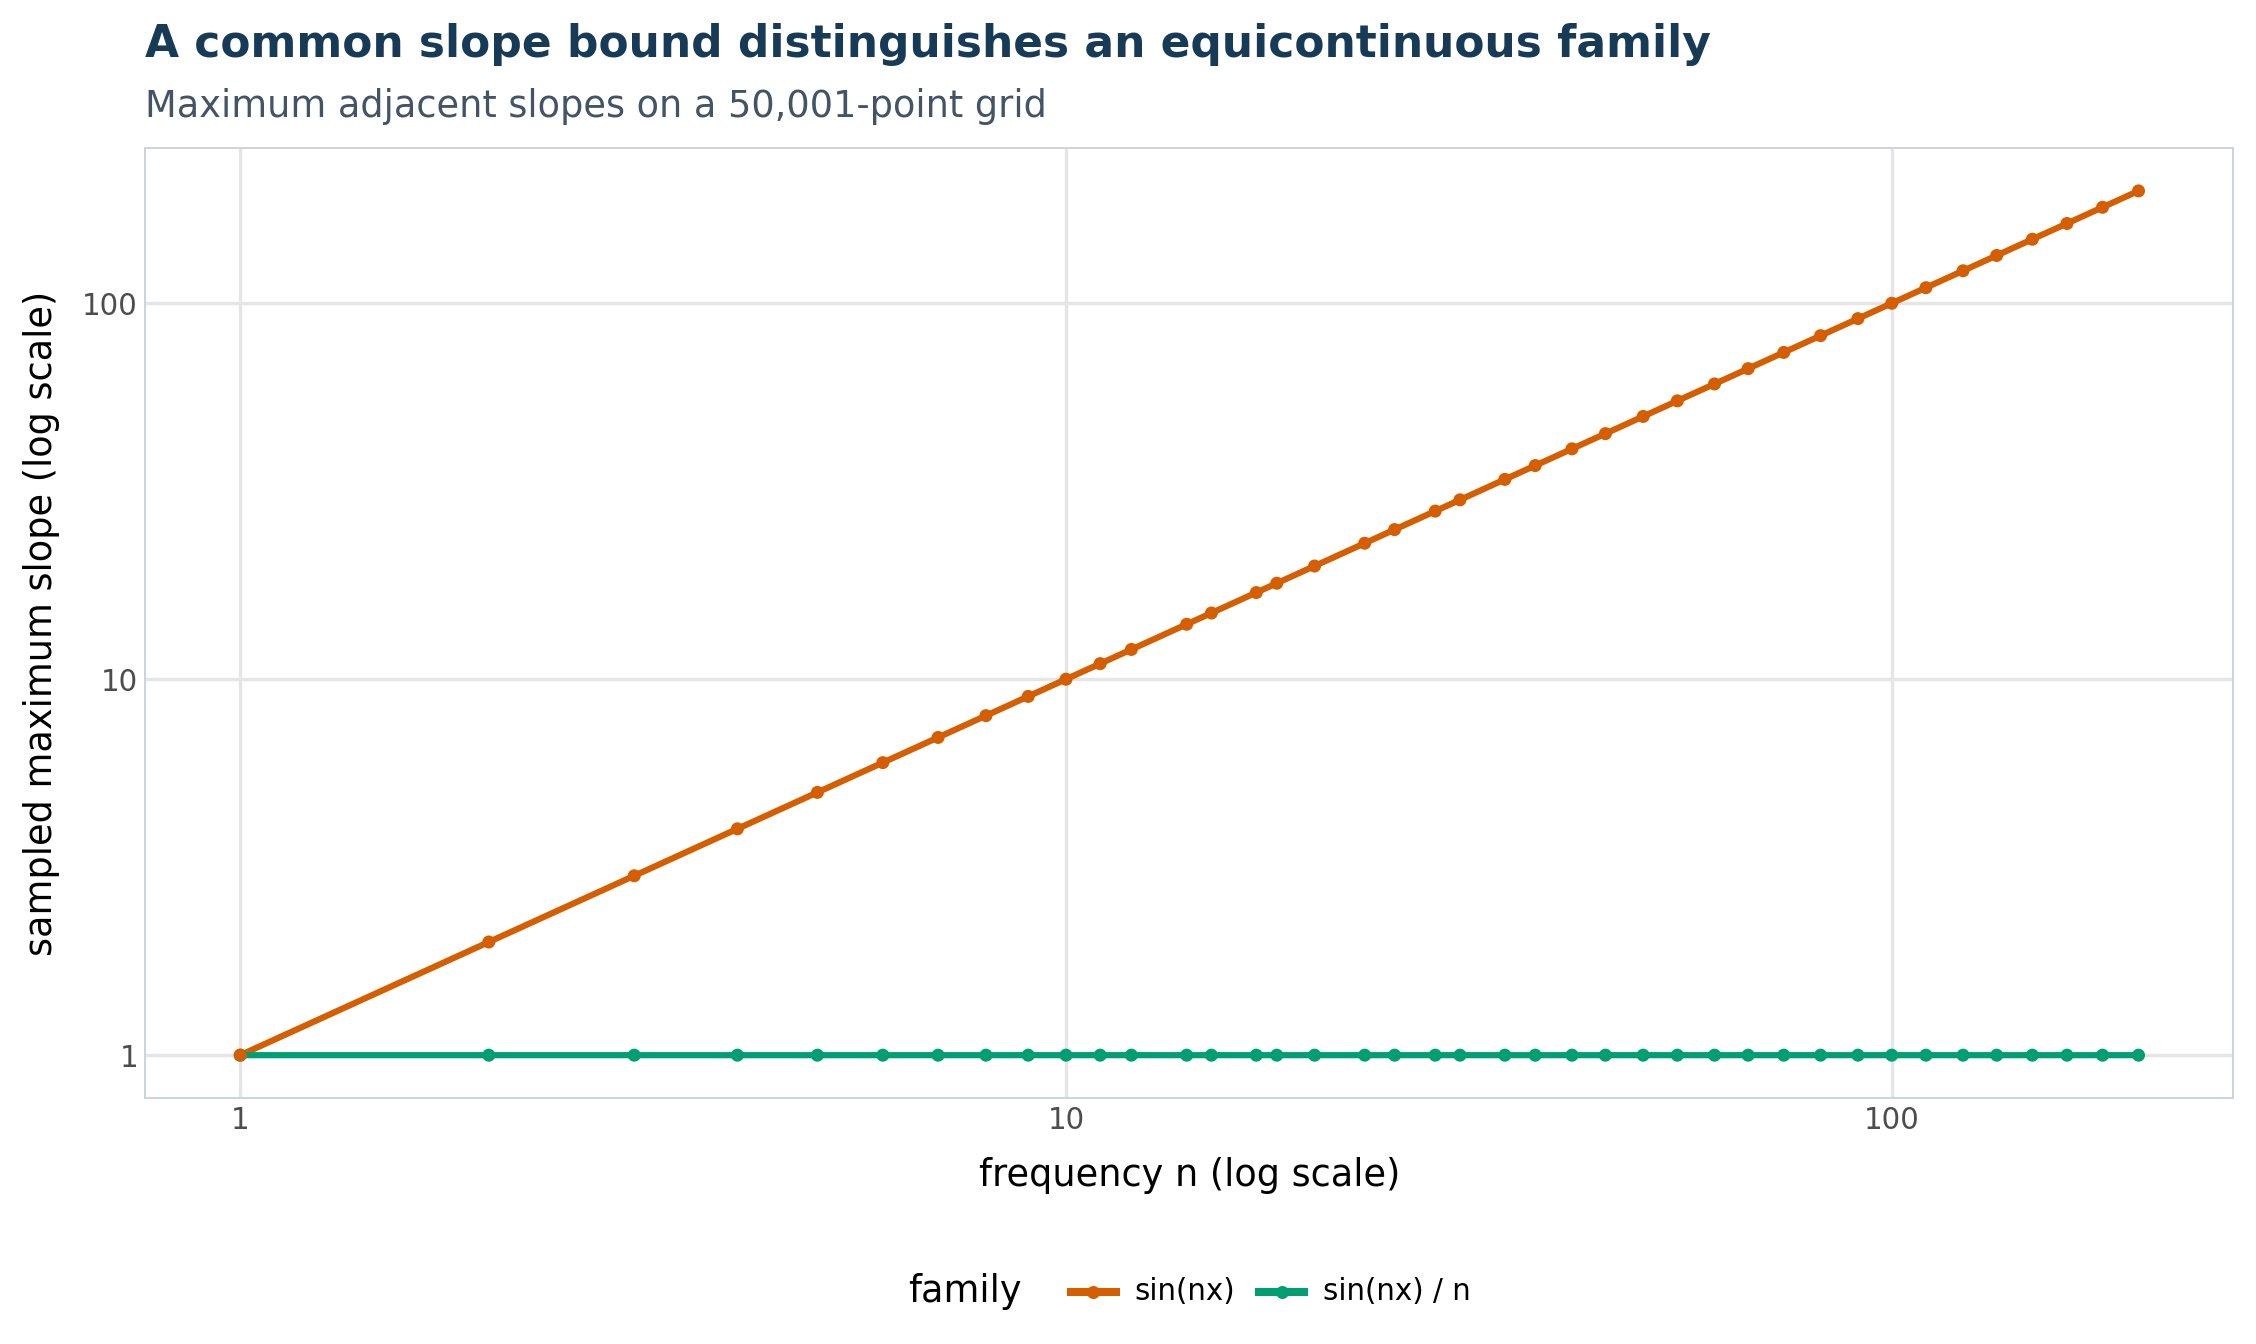 A common slope bound distinguishes an equicontinuous family
Maximum adjacent slopes on a 50,001-point grid
sampled maximum slope (log scale)
100
10
1
1 10 100
frequency n (log scale)
family sin(nx) sin(nx) / n